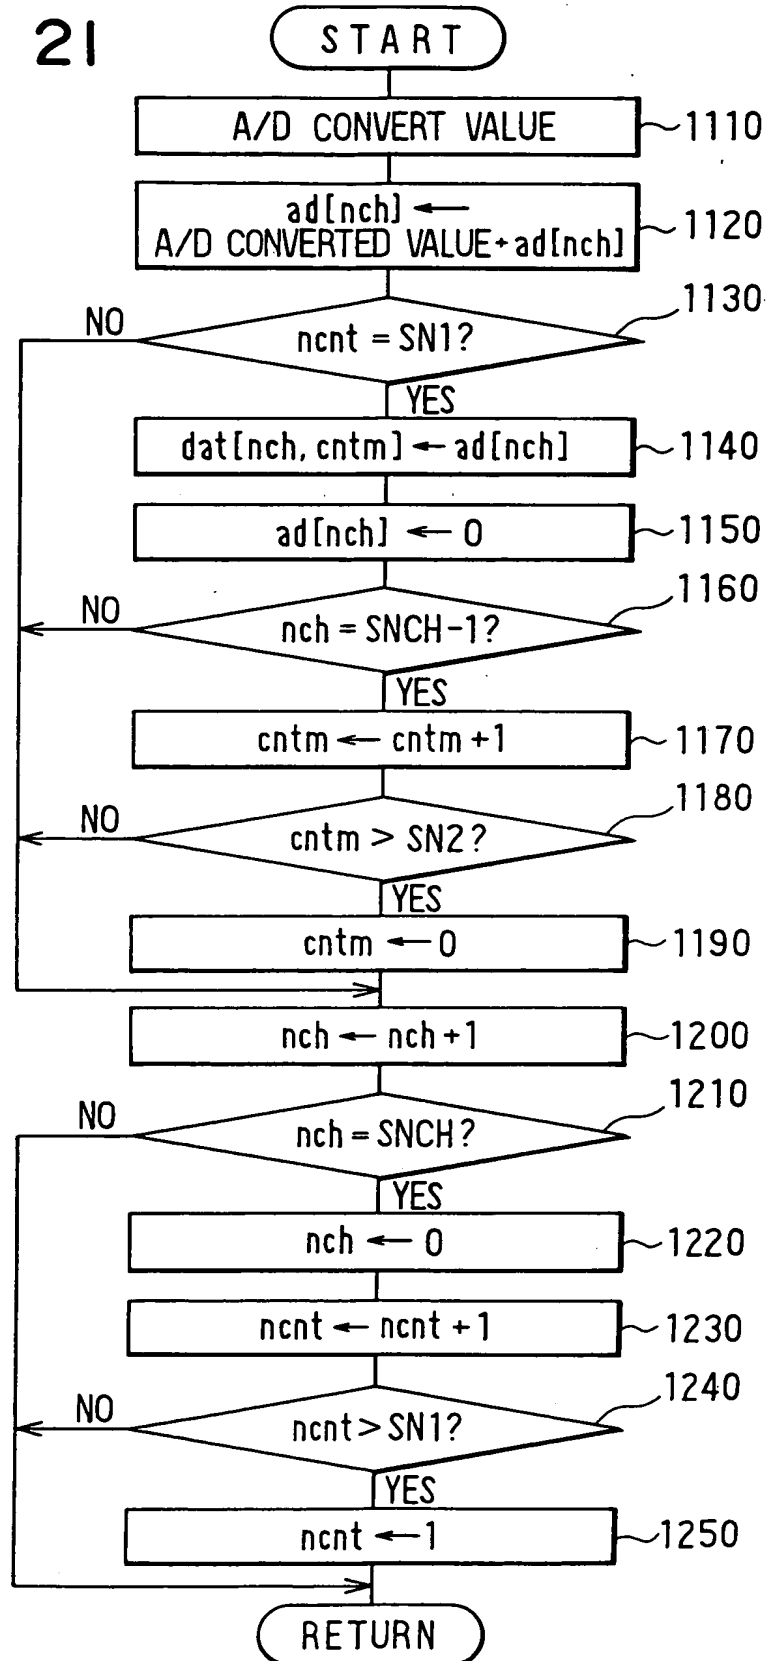 21
START
A/D CONVERT VALUE
1110
ad[nch] ←
A/D CONVERTED VALUE+ad[nch]
1120
1130
ncnt = SN1?
NO
YES
dat[nch, cntm] ← ad[nch]
1140
ad[nch] ← 0
1150
1160
nch = SNCH-1?
NO
YES
cntm ← cntm +1
1170
1180
cntm > SN2?
NO
YES
cntm ← 0
1190
nch ← nch +1
1200
1210
nch = SNCH?
NO
YES
nch ← 0
1220
ncnt ← ncnt +1
1230
1240
ncnt > SN1?
NO
YES
ncnt ← 1
1250
RETURN